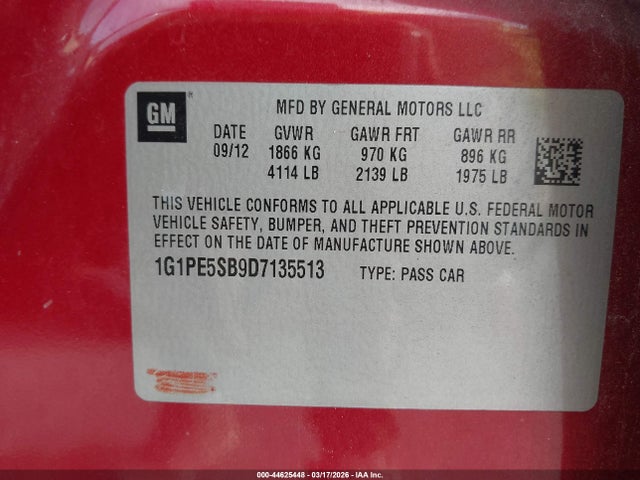 GM
MFD BY GENERAL MOTORS LLC
DATE GVWR GAWR FRT GAWR RR
09/12 1866 KG 970 KG 896 KG
4114 LB 2139 LB 1975 LB
THIS VEHICLE CONFORMS TO ALL APPLICABLE U.S. FEDERAL MOTOR
VEHICLE SAFETY, BUMPER, AND THEFT PREVENTION STANDARDS IN
EFFECT ON THE DATE OF MANUFACTURE SHOWN ABOVE.
1G1PE5SB9D7135513 TYPE: PASS CAR
000-44625448 - 03/17/2026 - IAA Inc.